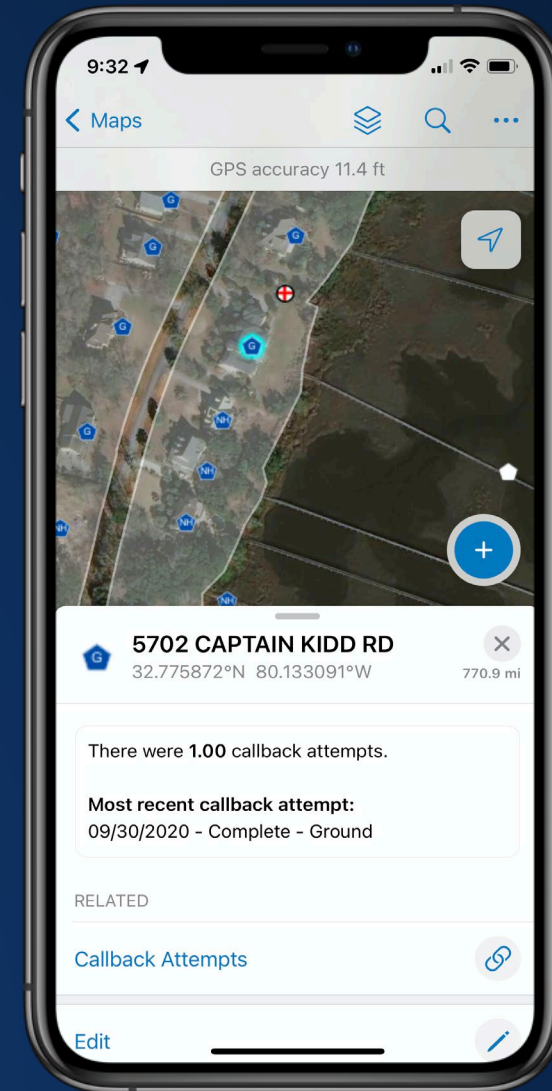 9:32
Maps
GPS accuracy 11.4 ft
G
G
G
G
G
G
NH
NH
NH
NH
NH
G
5702 CAPTAIN KIDD RD
32.775872°N 80.133091°W
770.9 mi
There were 1.00 callback attempts.
Most recent callback attempt:
09/30/2020 - Complete - Ground
RELATED
Callback Attempts
Edit